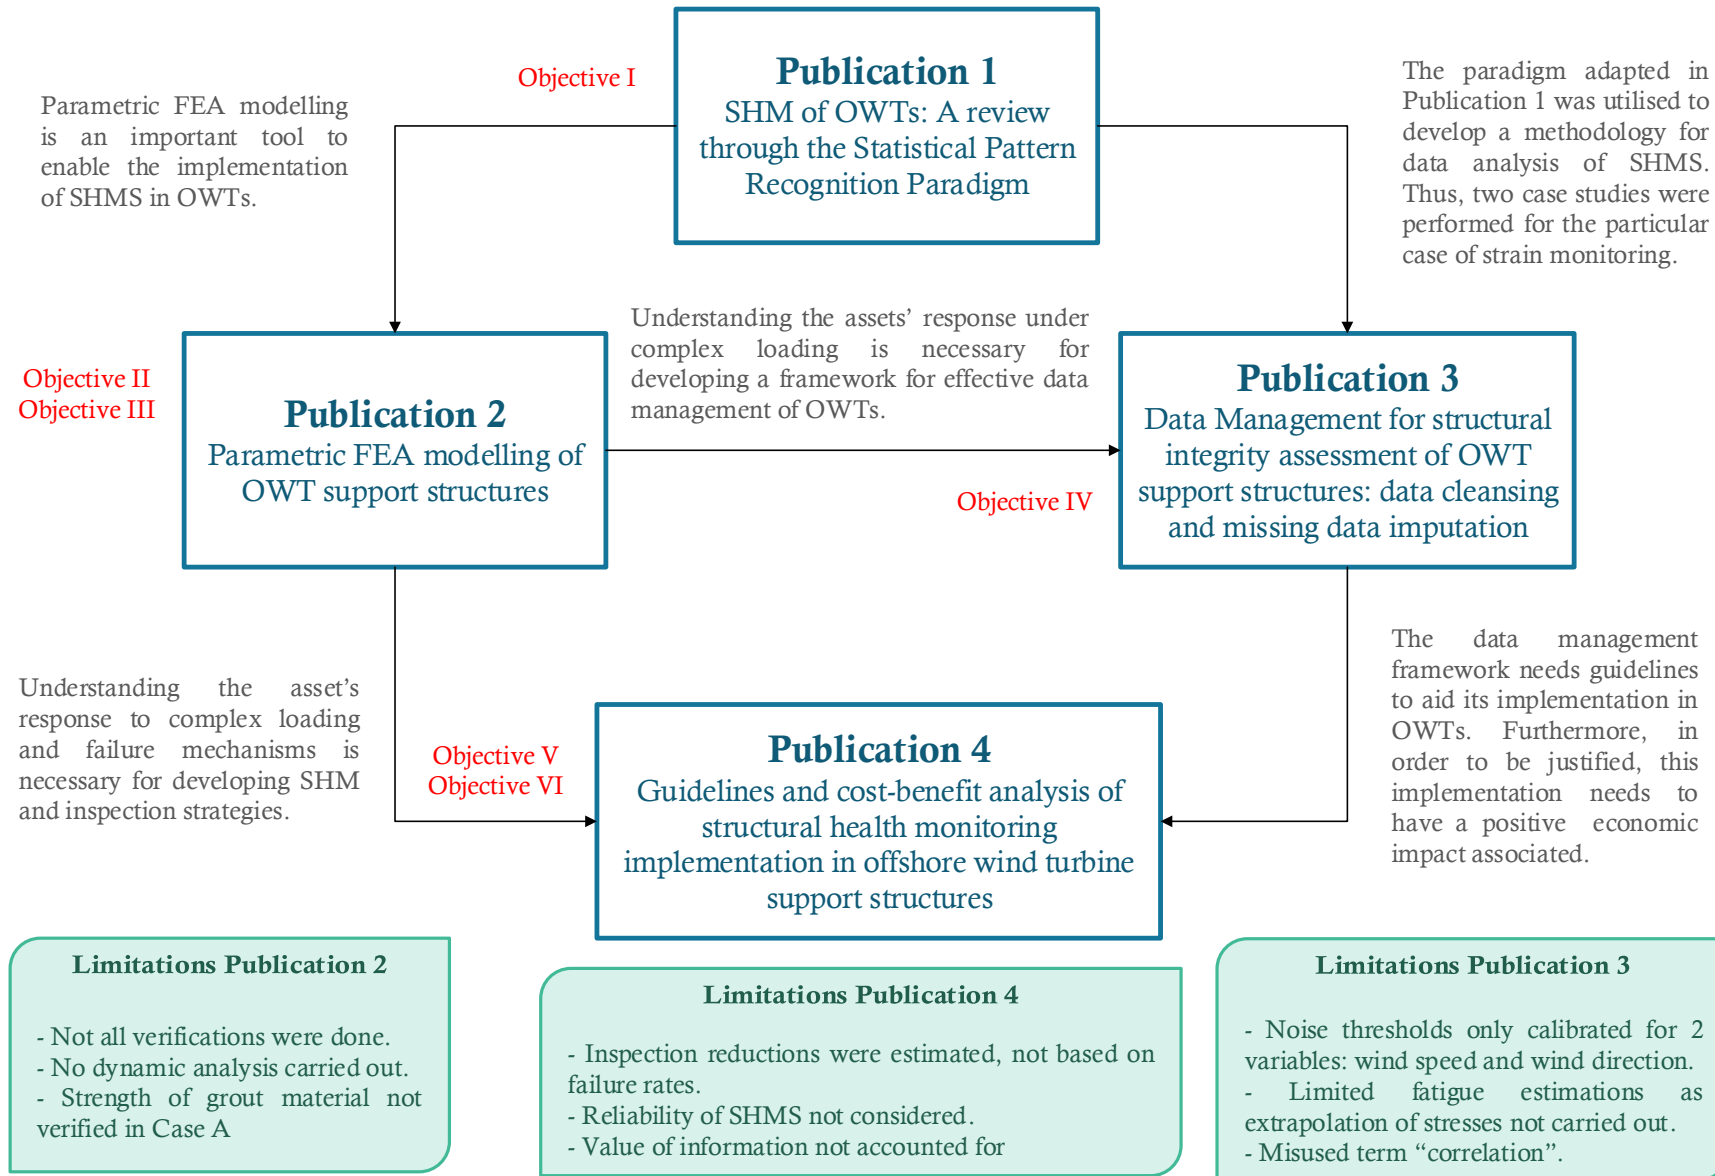 Objective I
Publication 1
SHM of OWTs: A review
through the Statistical Pattern
Recognition Paradigm
Parametric FEA modelling
is an important tool to
enable the implementation
of SHMS in OWTs.
The paradigm adapted in
Publication 1 was utilised to
develop a methodology for
data analysis of SHMS.
Thus, two case studies were
performed for the particular
case of strain monitoring.
Objective II
Objective III
Publication 2
Parametric FEA modelling of
OWT support structures
Understanding the assets’ response under
complex loading is necessary for
developing a framework for effective data
management of OWTs.
Objective IV
Publication 3
Data Management for structural
integrity assessment of OWT
support structures: data cleansing
and missing data imputation
Understanding the asset’s
response to complex loading
and failure mechanisms is
necessary for developing SHM
and inspection strategies.
Objective V
Objective VI
Publication 4
Guidelines and cost-benefit analysis of
structural health monitoring
implementation in offshore wind turbine
support structures
The data management
framework needs guidelines
to aid its implementation in
OWTs. Furthermore, in
order to be justified, this
implementation needs to
have a positive economic
impact associated.
Limitations Publication 2
- Not all verifications were done.
- No dynamic analysis carried out.
- Strength of grout material not
verified in Case A
Limitations Publication 4
- Inspection reductions were estimated, not based on
failure rates.
- Reliability of SHMS not considered.
- Value of information not accounted for
Limitations Publication 3
- Noise thresholds only calibrated for 2
variables: wind speed and wind direction.
- Limited fatigue estimations as
extrapolation of stresses not carried out.
- Misused term “correlation”.